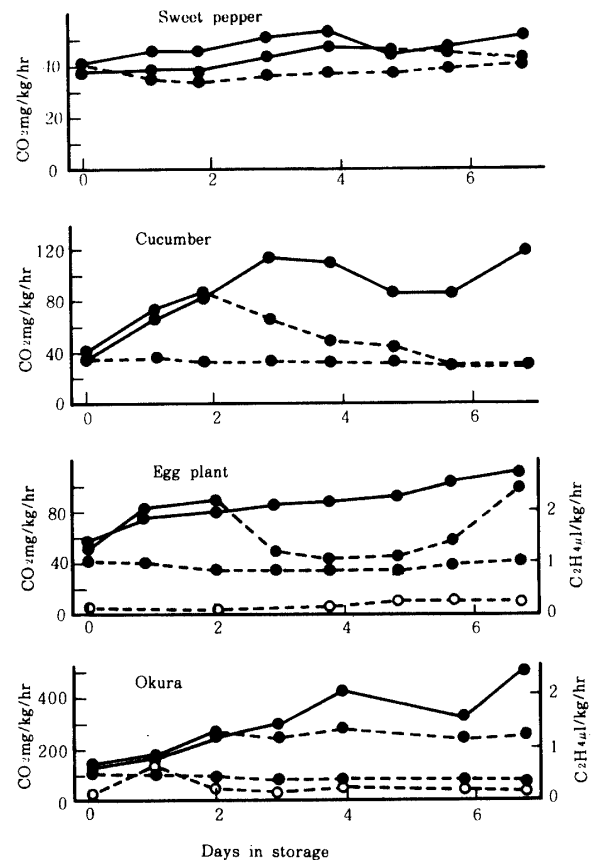 Sweet pepper
CO2mg/kg/hr
40
20
0
0 2 4 6
Cucumber
CO2mg/kg/hr
120
80
40
0
0 2 4 6
Egg plant
CO2mg/kg/hr
80
40
0
C2H4μl/kg/hr
2
1
0
0 2 4 6
Okura
CO2mg/kg/hr
400
200
0
C2H4μl/kg/hr
2
1
0
0 2 4 6
Days in storage